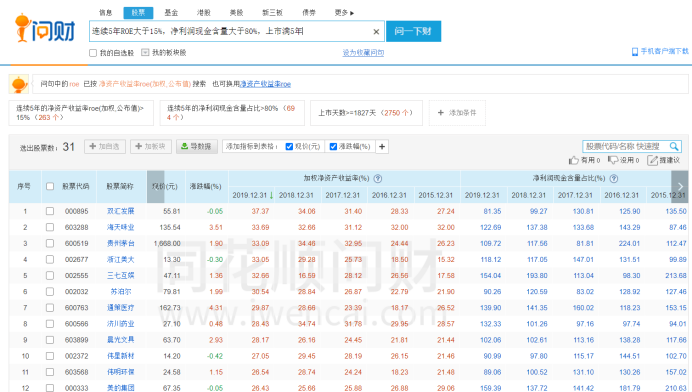 信息 股票 基金 港股 美股 新三板 债券 更多
i问财
连续5年ROE大于15%，净利润现金含量大于80%，上市满5年 × 问一下财
我的自选股 我的板块股 设为收藏问句 手机客户端下载
问句中的 roe 已按 净资产收益率roe(加权,公布值) 搜索 也可换用净资产收益率roe
连续5年的净资产收益率roe(加权,公布值)>15% （263 个）
连续5年的净利润现金含量占比>80% （694 个）
上市天数>=1827天 （2750 个）
+ 添加条件
选出股票数： 31 加自选 加板块 导数据 添加指标到表格： 现价(元) 涨跌幅(%) + 股票代码/名称 快速搜
有用 0 没用 0 提建议
序号 股票代码 股票简称 现价(元) 涨跌幅(%) 加权净资产收益率(%) 净利润现金含量占比(%)
2019.12.31 2018.12.31 2017.12.31 2016.12.31 2015.12.31 2019.12.31 2018.12.31 2017.12.31 2016.12.31 2015.12.31
1 000895 双汇发展 55.81 -0.05 37.37 34.06 31.40 28.33 27.24 81.35 99.27 130.81 125.90 135.50
2 603288 海天味业 135.54 3.51 33.69 32.66 31.12 32.00 32.00 122.69 137.38 133.68 143.29 87.46
3 600519 贵州茅台 1,668.00 1.90 33.09 34.46 32.95 24.44 26.23 109.72 117.56 81.81 224.01 112.47
4 002677 浙江美大 13.30 -0.30 33.05 29.28 25.73 18.50 15.32 118.12 117.05 147.01 131.51 99.89
5 002555 三七互娱 47.11 1.36 32.66 16.59 28.12 26.56 17.58 154.04 193.80 113.04 98.30 213.68
6 002032 苏泊尔 79.81 1.99 30.54 28.84 26.87 22.79 21.90 90.26 120.59 83.02 128.92 127.46
7 600763 通策医疗 162.73 4.31 29.87 28.66 23.39 18.17 26.52 139.90 141.35 160.02 118.23 153.15
8 600566 济川药业 27.10 0.48 28.43 34.74 31.78 29.95 28.57 132.33 101.26 97.16 97.74 94.01
9 603899 晨光文具 63.70 2.93 28.17 26.16 24.45 21.81 21.44 102.06 102.61 113.16 138.28 117.66
10 002372 伟星新材 14.20 -0.42 27.05 29.45 28.19 26.15 21.46 90.99 97.80 115.17 144.51 102.70
11 603568 伟明环保 24.58 1.15 26.54 28.74 24.24 18.23 21.48 89.06 100.52 131.10 130.26 157.02
12 000333 美的集团 67.35 -0.05 26.43 25.66 25.88 26.88 29.06 159.39 137.72 141.42 181.79 210.63
同花顺问财
www.iwencai.com